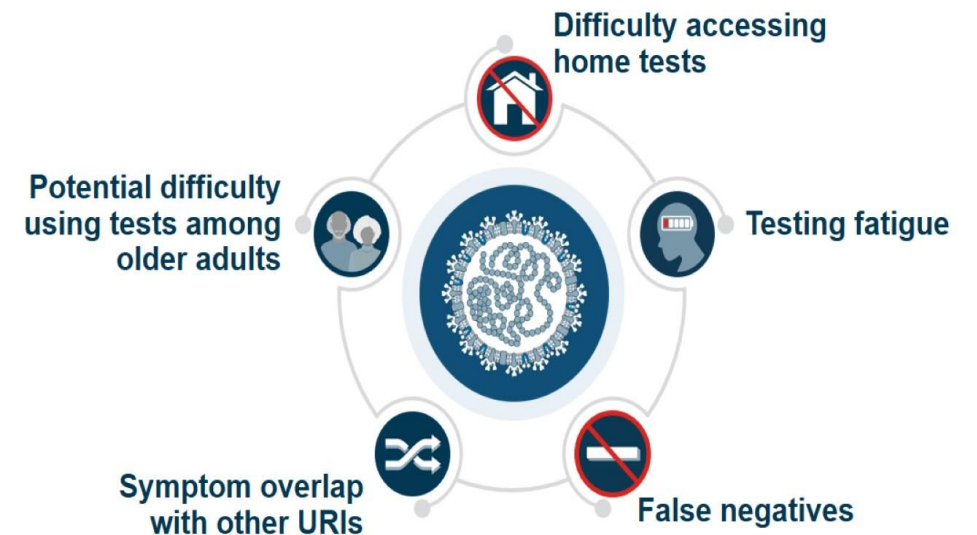 Difficulty accessing
home tests
Potential difficulty
using tests among
older adults
Testing fatigue
Symptom overlap
with other URIs
False negatives